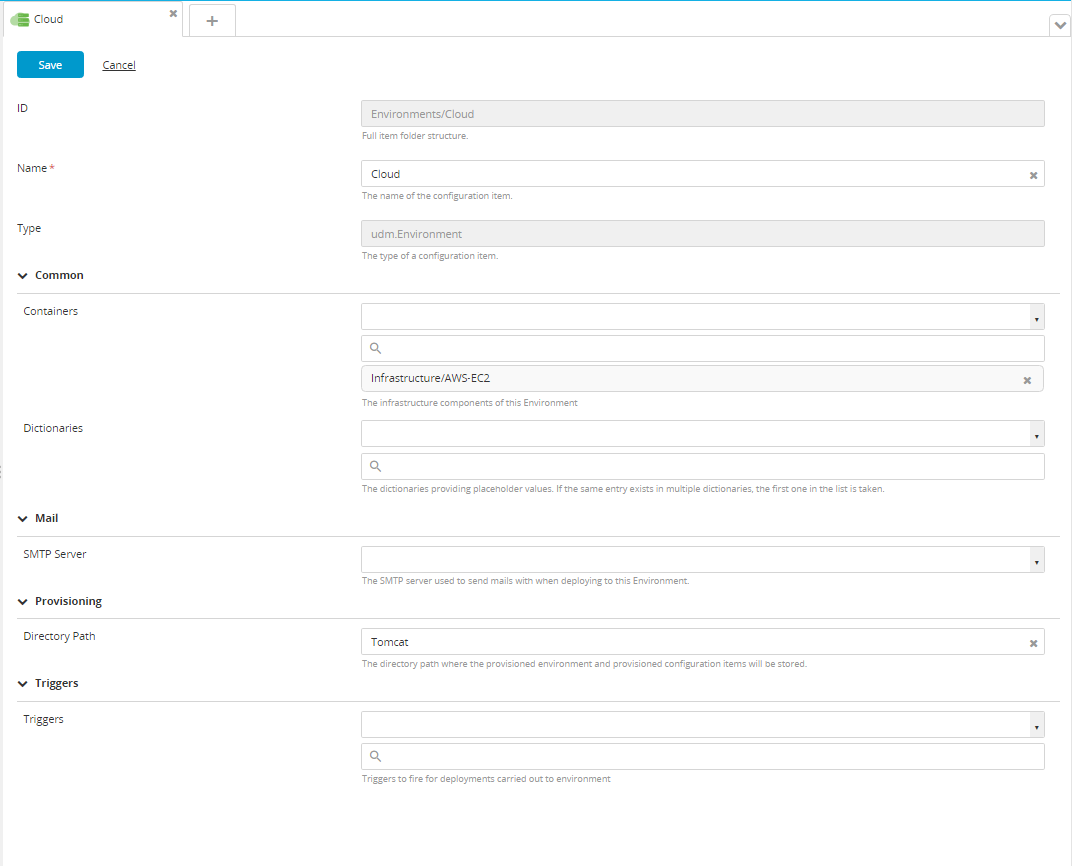 Cloud
Save Cancel
ID
Environments/Cloud
Full item folder structure.
Name *
Cloud
The name of the configuration item.
Type
udm.Environment
The type of a configuration item.
Common
Containers
Infrastructure/AWS-EC2
The infrastructure components of this Environment
Dictionaries
The dictionaries providing placeholder values. If the same entry exists in multiple dictionaries, the first one in the list is taken.
Mail
SMTP Server
The SMTP server used to send mails with when deploying to this Environment.
Provisioning
Directory Path
Tomcat
The directory path where the provisioned environment and provisioned configuration items will be stored.
Triggers
Triggers
Triggers to fire for deployments carried out to environment